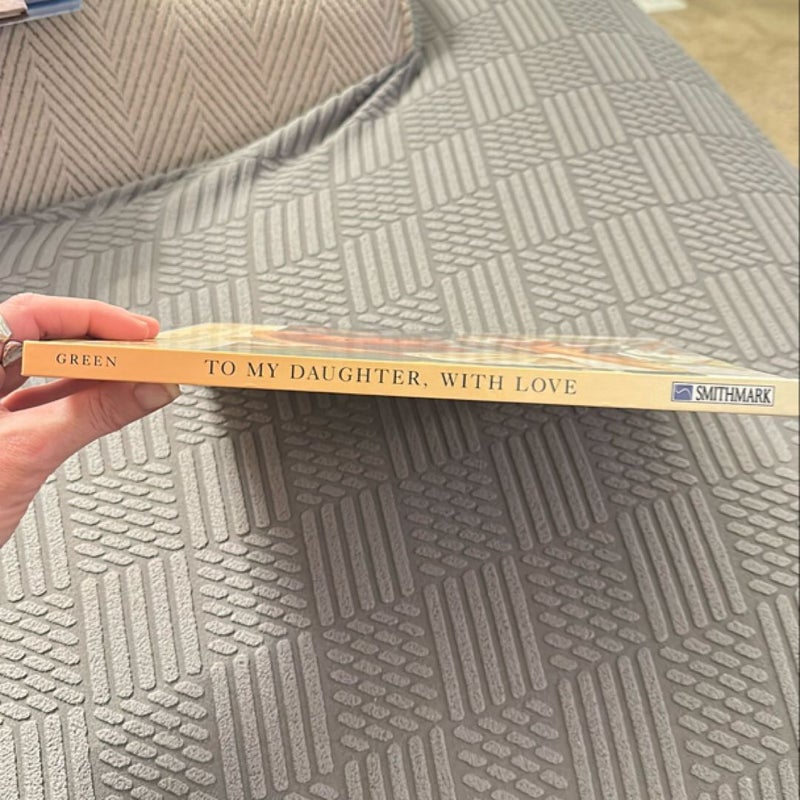 GREEN TO MY DAUGHTER, WITH LOVE SMITHMARK